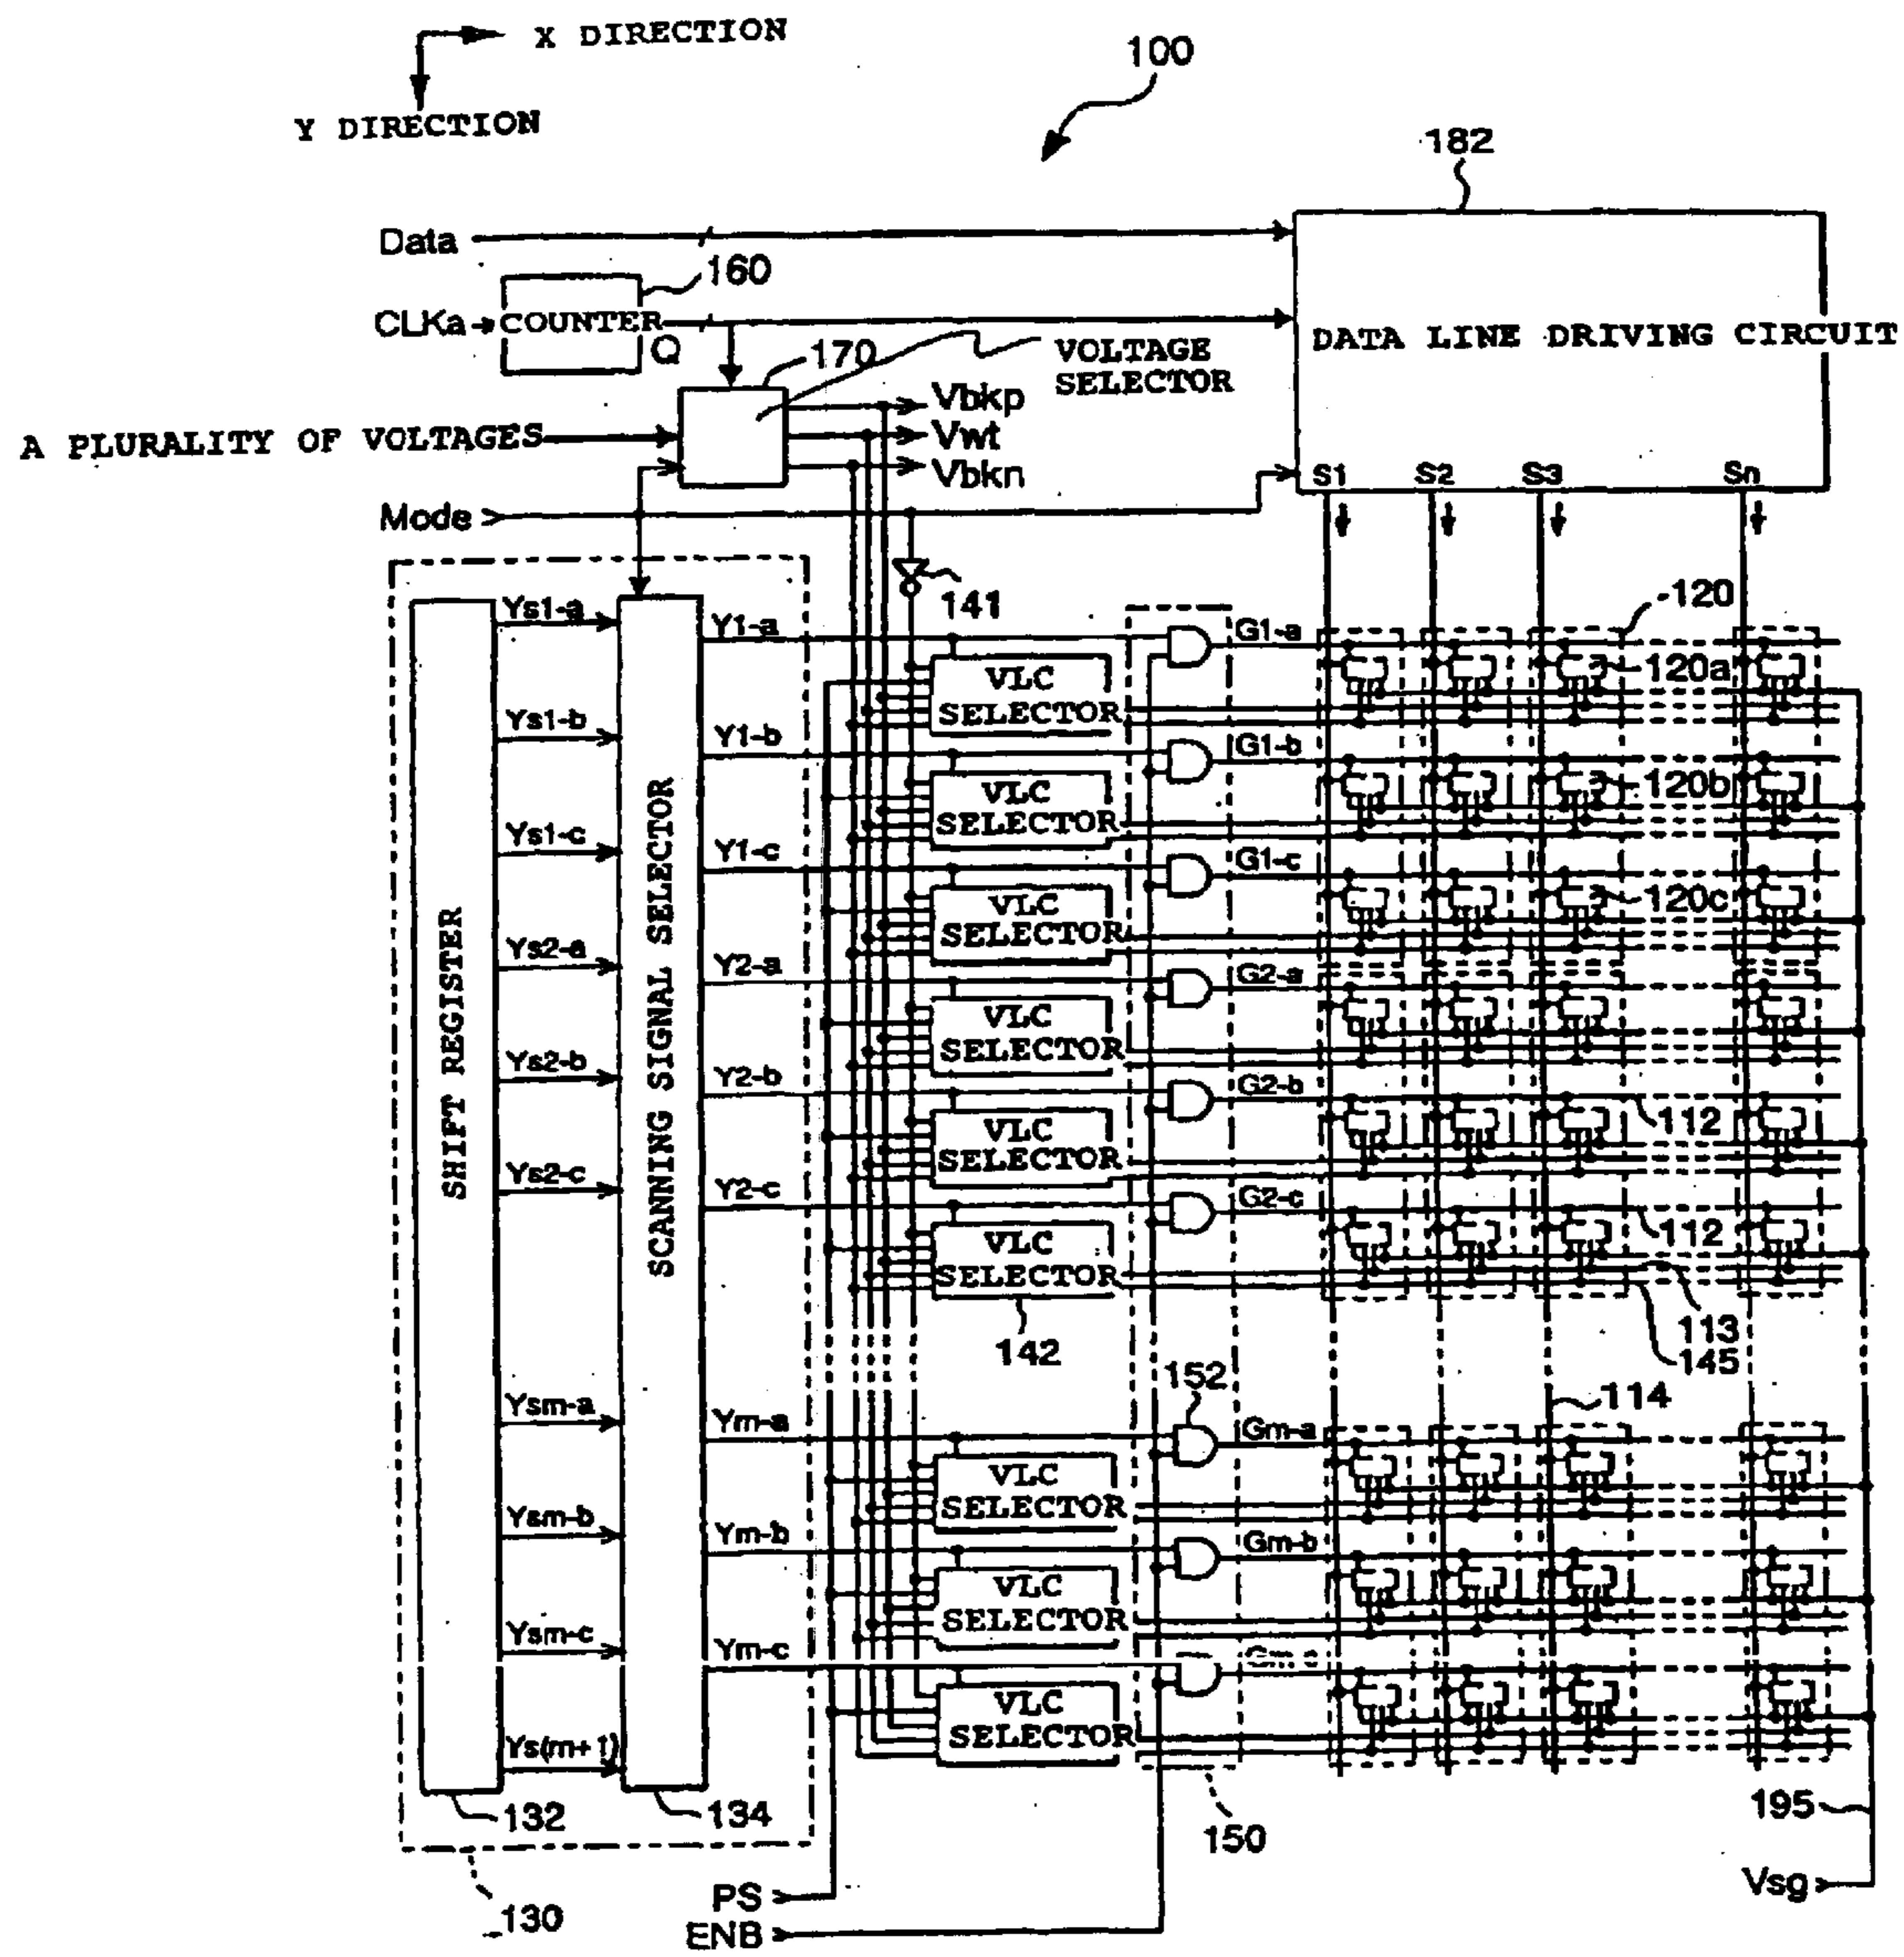 X DIRECTION
Y DIRECTION
100
182
Data
160
CLKa
COUNTER
Q
170
VOLTAGE
SELECTOR
DATA LINE DRIVING CIRCUIT
A PLURALITY OF VOLTAGES
Vbkp
Vwt
Vbkn
Mode
S1
S2
S3
Sn
141
SHIFT REGISTER
SCANNING SIGNAL SELECTOR
Ys1-a
Y1-a
G1-a
120
VLC
SELECTOR
120a
Ys1-b
Y1-b
G1-b
VLC
SELECTOR
120b
Ys1-c
Y1-c
G1-c
VLC
SELECTOR
120c
Ys2-a
Y2-a
G2-a
VLC
SELECTOR
Ys2-b
Y2-b
G2-b
112
VLC
SELECTOR
Ys2-c
Y2-c
G2-c
112
VLC
SELECTOR
113
145
142
152
114
Ysm-a
Ym-a
Gm-a
VLC
SELECTOR
Ysm-b
Ym-b
Gm-b
VLC
SELECTOR
Ysm-c
Ym-c
Gm-c
VLC
SELECTOR
Ys(m+1)
132
134
150
195
130
PS
ENB
Vsg